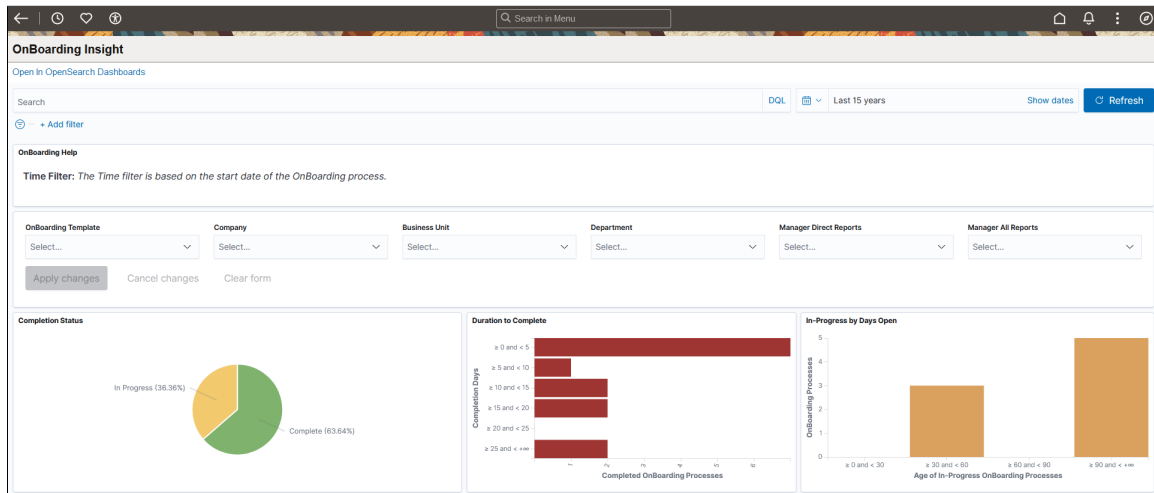 Search in Menu
OnBoarding Insight
Open In OpenSearch Dashboards
Search DQL Last 15 years Show dates Refresh
+ Add filter
OnBoarding Help
Time Filter: The Time filter is based on the start date of the OnBoarding process.
OnBoarding Template Company Business Unit Department Manager Direct Reports Manager All Reports
Select... Select... Select... Select... Select... Select...
Apply changes Cancel changes Clear form
Completion Status
In Progress (36.36%)
Complete (63.64%)
Duration to Complete
Completion Days
≥ 0 and < 5
≥ 5 and < 10
≥ 10 and < 15
≥ 15 and < 20
≥ 20 and < 25
≥ 25 and < +∞
1 2 3 4 5 6
Completed OnBoarding Processes
In-Progress by Days Open
OnBoarding Processes
5
4
3
2
1
0
≥ 0 and < 30 ≥ 30 and < 60 ≥ 60 and < 90 ≥ 90 and < +∞
Age of In-Progress OnBoarding Processes